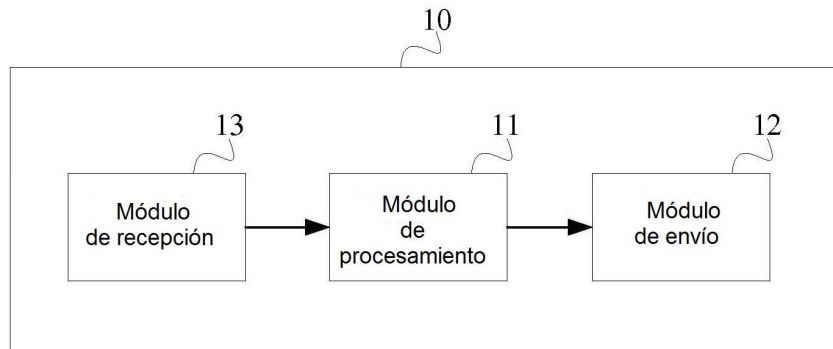 10
13
11
12
Módulo
de recepción
Módulo
de
procesamiento
Módulo
de envío